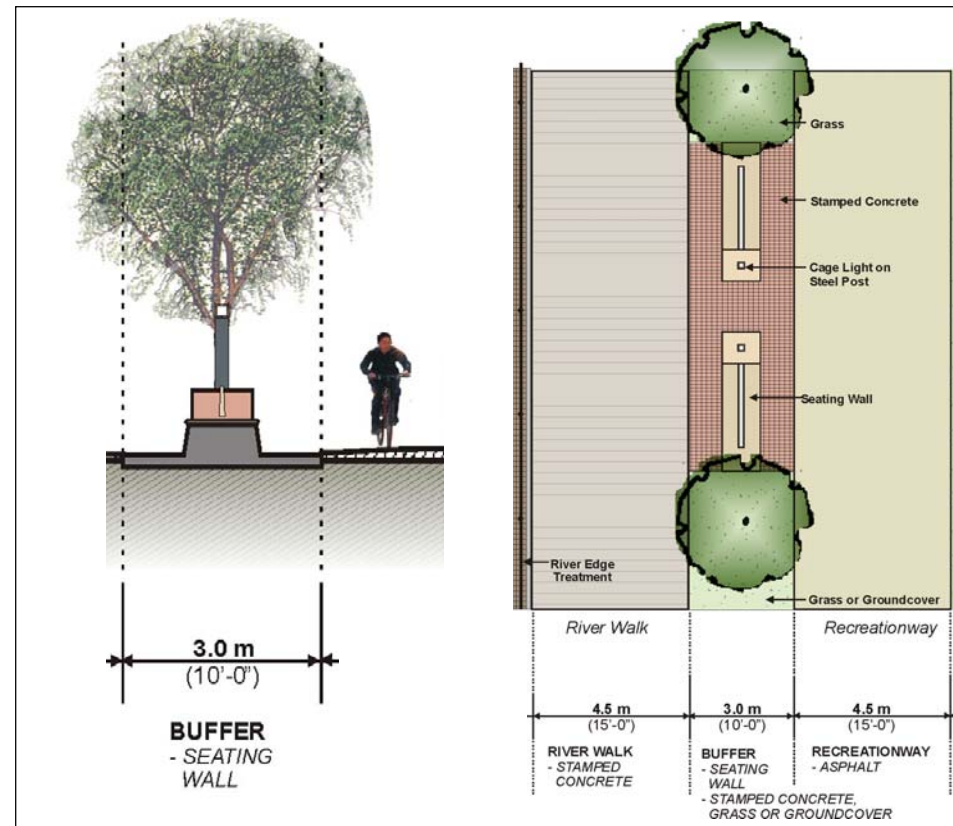 3.0 m
(10'-0")
BUFFER
- SEATING
WALL
Grass
Stamped Concrete
Cage Light on
Steel Post
Seating Wall
River Edge
Treatment
Grass or Groundcover
River Walk
Recreationway
4.5 m
(15'-0")
3.0 m
(10'-0")
4.5 m
(15'-0")
RIVER WALK
- STAMPED
CONCRETE
BUFFER
- SEATING
WALL
- STAMPED CONCRETE,
GRASS OR GROUNDCOVER
RECREATIONWAY
- ASPHALT